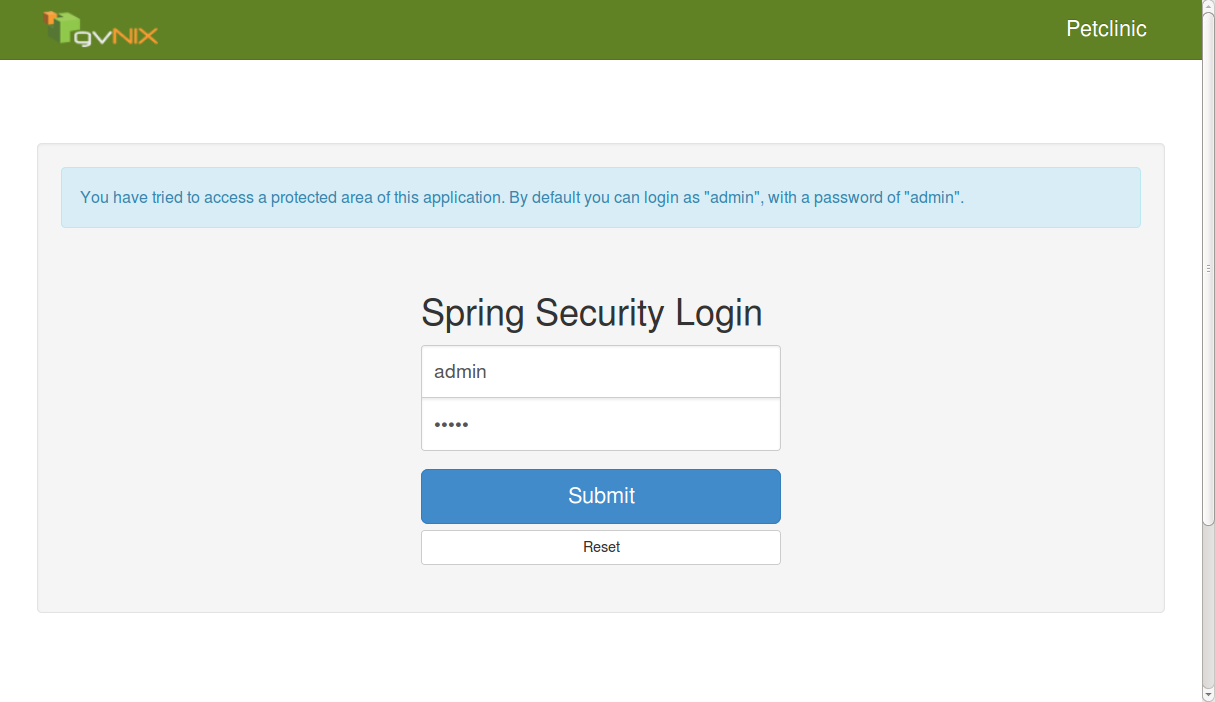 gvNIX
Petclinic
You have tried to access a protected area of this application. By default you can login as "admin", with a password of "admin".
Spring Security Login
admin
•••••
Submit
Reset